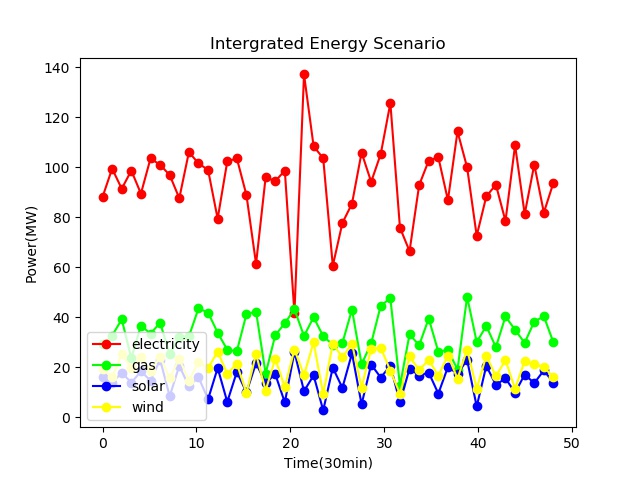 Intergrated Energy Scenario
Power(MW)
140
120
100
80
60
40
20
0
electricity
gas
solar
wind
0 10 20 30 40 50
Time(30min)